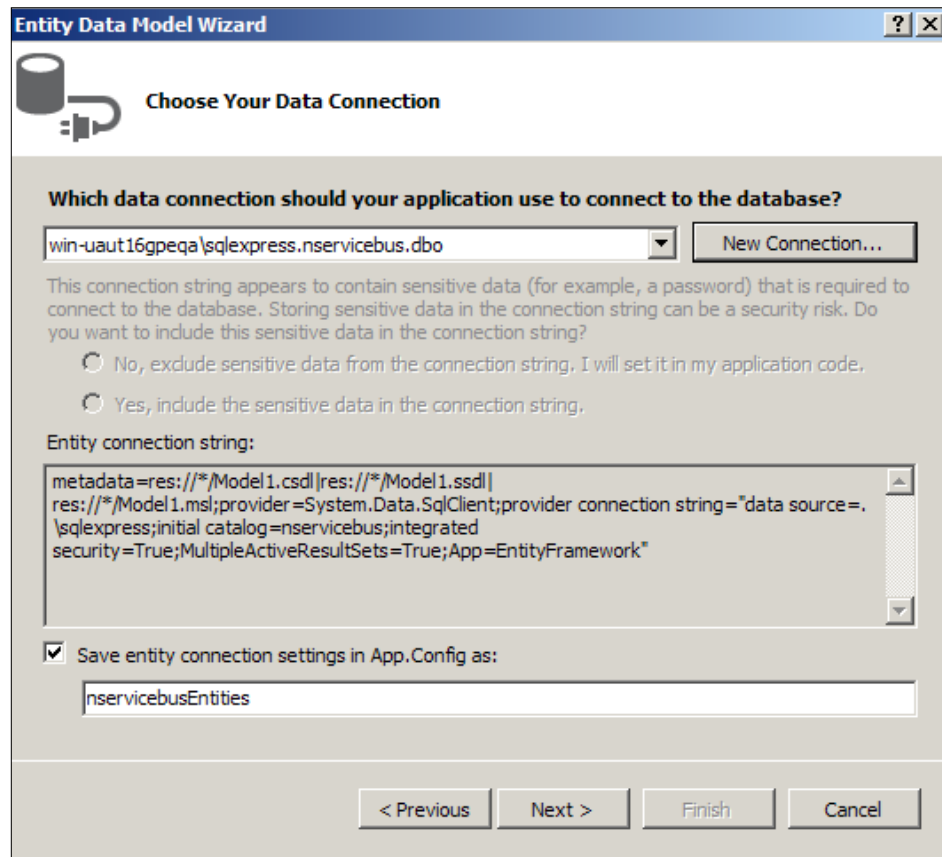 Entity Data Model Wizard
Choose Your Data Connection
Which data connection should your application use to connect to the database?
win-uaut16gpeqa\sqlexpress.nservicebus.dbo
New Connection...
This connection string appears to contain sensitive data (for example, a password) that is required to
connect to the database. Storing sensitive data in the connection string can be a security risk. Do
you want to include this sensitive data in the connection string?
No, exclude sensitive data from the connection string. I will set it in my application code.
Yes, include the sensitive data in the connection string.
Entity connection string:
metadata=res://*/Model1.csdl|res://*/Model1.ssdl|
res://*/Model1.msl;provider=System.Data.SqlClient;provider connection string="data source=.
\sqlexpress;initial catalog=nservicebus;integrated
security=True;MultipleActiveResultSets=True;App=EntityFramework"
Save entity connection settings in App.Config as:
nservicebusEntities
< Previous
Next >
Finish
Cancel